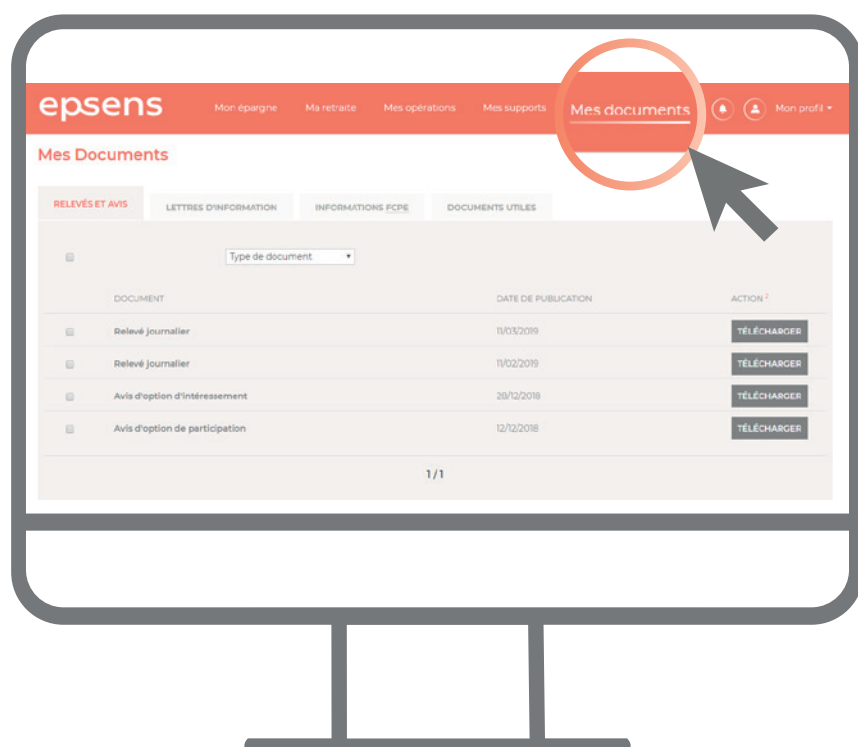 epsens Mon épargne Ma retraite Mes opérations Mes supports Mes documents Mon profil
Mes Documents
RELEVÉS ET AVIS LETTRES D'INFORMATION INFORMATIONS FCPE DOCUMENTS UTILES
Type de document
DOCUMENT DATE DE PUBLICATION ACTION 2
Relevé journalier 11/03/2019 TÉLÉCHARGER
Relevé journalier 11/02/2019 TÉLÉCHARGER
Avis d'option d'intéressement 28/12/2018 TÉLÉCHARGER
Avis d'option de participation 12/12/2018 TÉLÉCHARGER
1/1